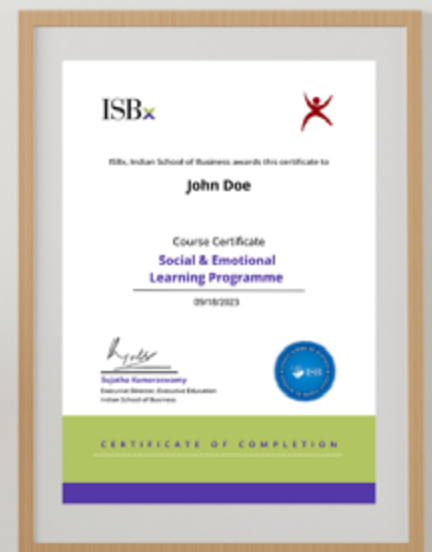 ISBx
ISBx, Indian School of Business awards this certificate to
John Doe
Course Certificate
Social & Emotional
Learning Programme
09/18/2023
Sujatha Kumaraswamy
Executive Director, Executive Education
Indian School of Business
ISB
CERTIFICATE OF COMPLETION